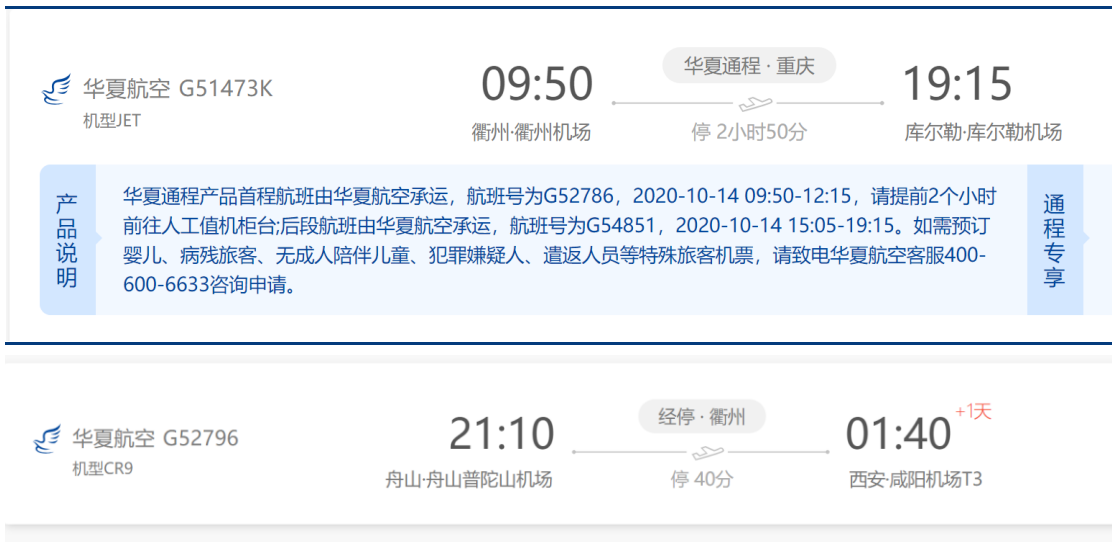 华夏航空 G51473K
机型JET
09:50
衢州·衢州机场
华夏通程 · 重庆
停 2小时50分
19:15
库尔勒·库尔勒机场
产品说明
华夏通程产品首程航班由华夏航空承运，航班号为G52786，2020-10-14 09:50-12:15，请提前2个小时
前往人工值机柜台;后段航班由华夏航空承运，航班号为G54851，2020-10-14 15:05-19:15。如需预订
婴儿、病残旅客、无成人陪伴儿童、犯罪嫌疑人、遣返人员等特殊旅客机票，请致电华夏航空客服400-
600-6633咨询申请。
通程专享
华夏航空 G52796
机型CR9
21:10
舟山·舟山普陀山机场
经停 · 衢州
停 40分
01:40
+1天
西安·咸阳机场T3